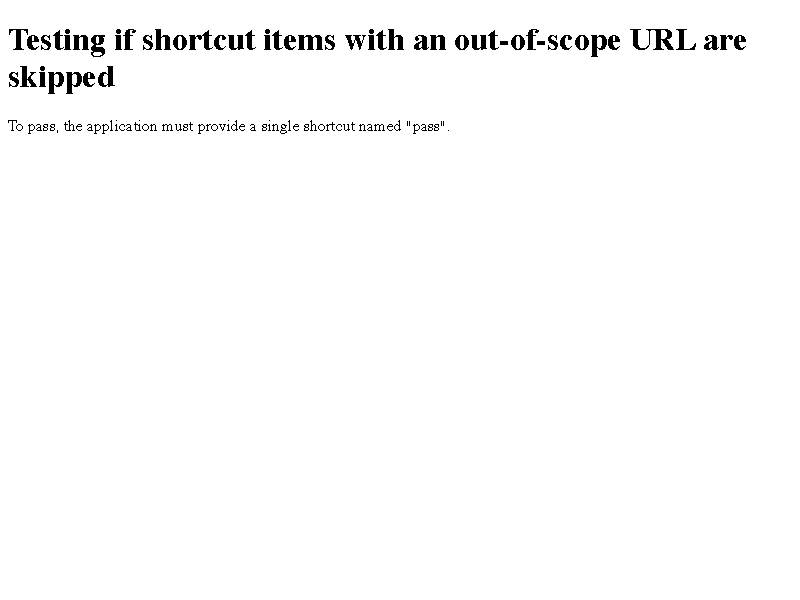 Testing if shortcut items with an out-of-scope URL are
skipped
To pass, the application must provide a single shortcut named "pass".